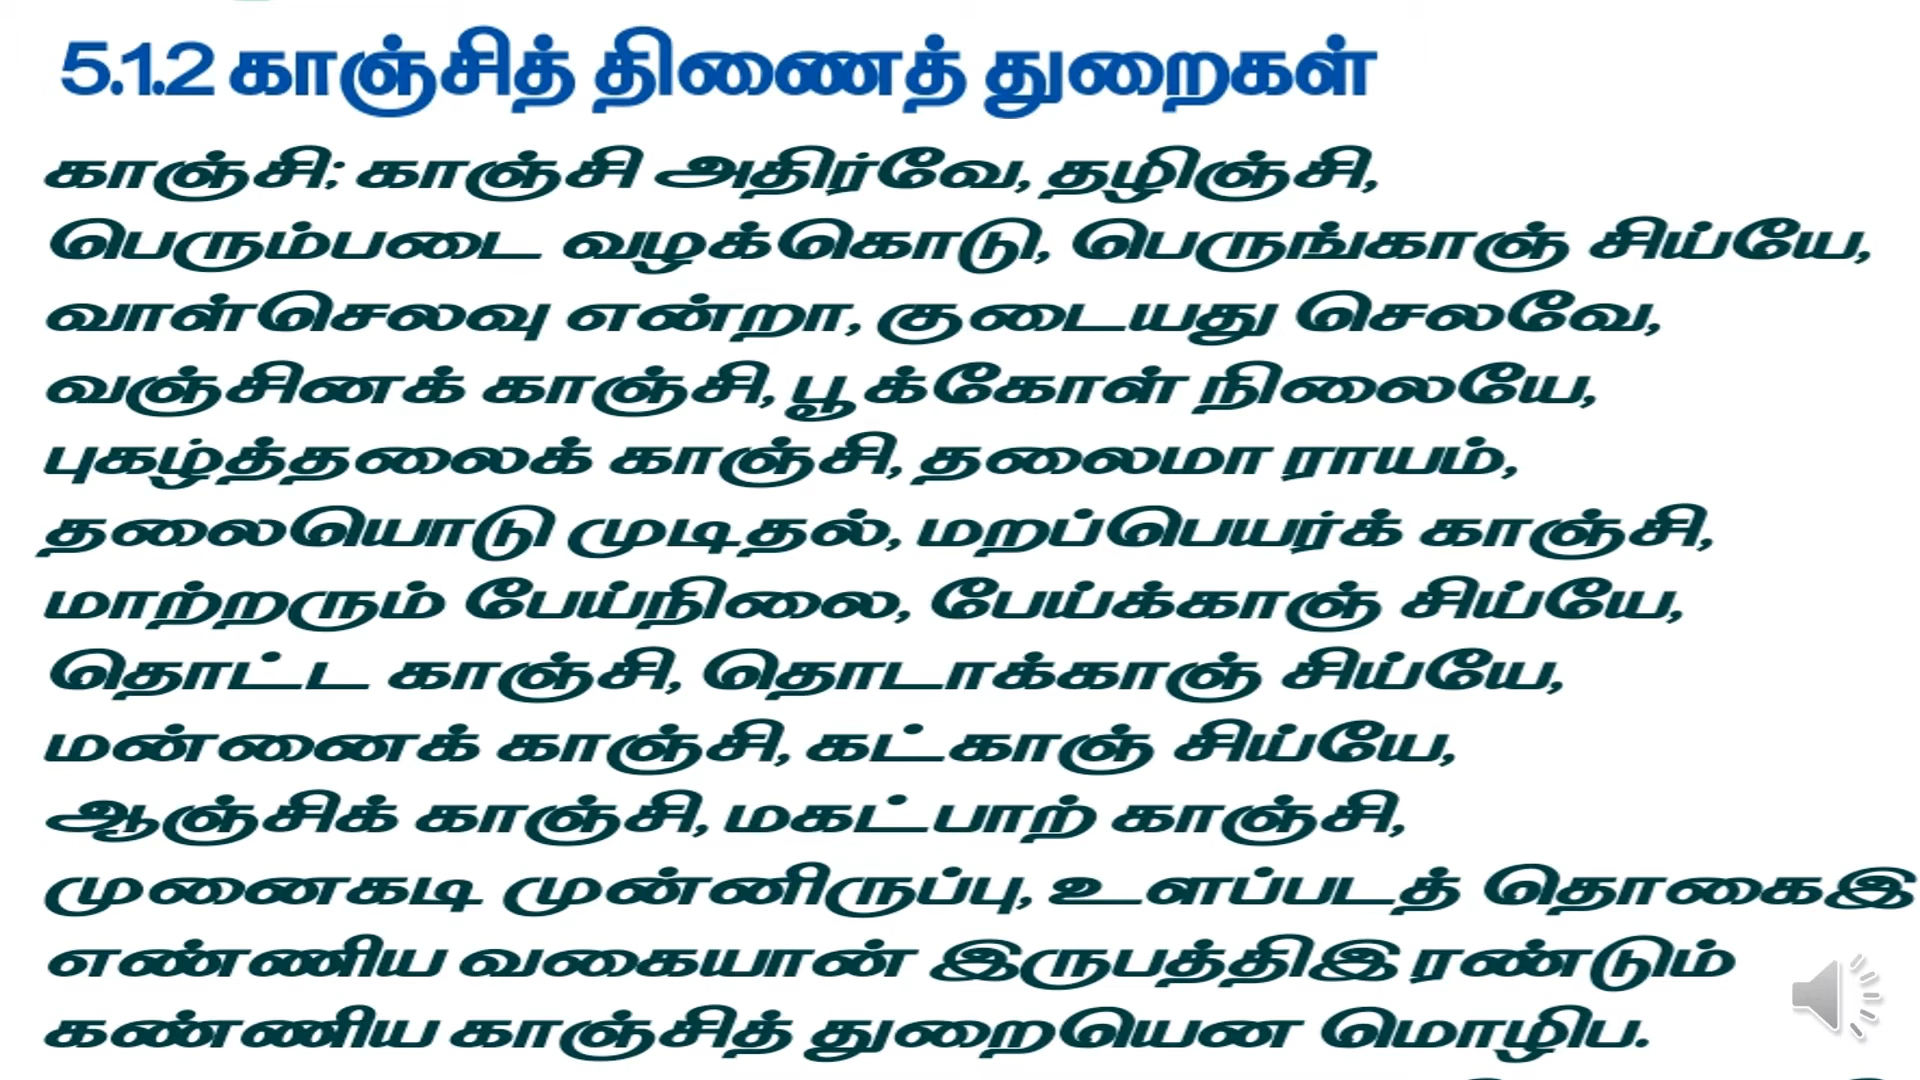 5.1.2 காஞ்சித் திணைத் துறைகள்
காஞ்சி; காஞ்சி அதிர்வே, தழிஞ்சி,
பெரும்படை வழக்கொடு, பெருங்காஞ் சிய்யே,
வாள்செலவு என்றா, குடையது செலவே,
வஞ்சினக் காஞ்சி, பூக்கோள் நிலையே,
புகழ்த்தலைக் காஞ்சி, தலைமா ராயம்,
தலையொடு முடிதல், மறப்பெயர்க் காஞ்சி,
மாற்றரும் பேய்நிலை, பேய்க்காஞ் சிய்யே,
தொட்ட காஞ்சி, தொடாக்காஞ் சிய்யே,
மன்னைக் காஞ்சி, கட்காஞ் சிய்யே,
ஆஞ்சிக் காஞ்சி, மகட்பாற் காஞ்சி,
முனைகடி முன்னிருப்பு, உளப்படத் தொகைஇ
எண்ணிய வகையான் இருபத்திஇ ரண்டும்
கண்ணிய காஞ்சித் துறையென மொழிப.